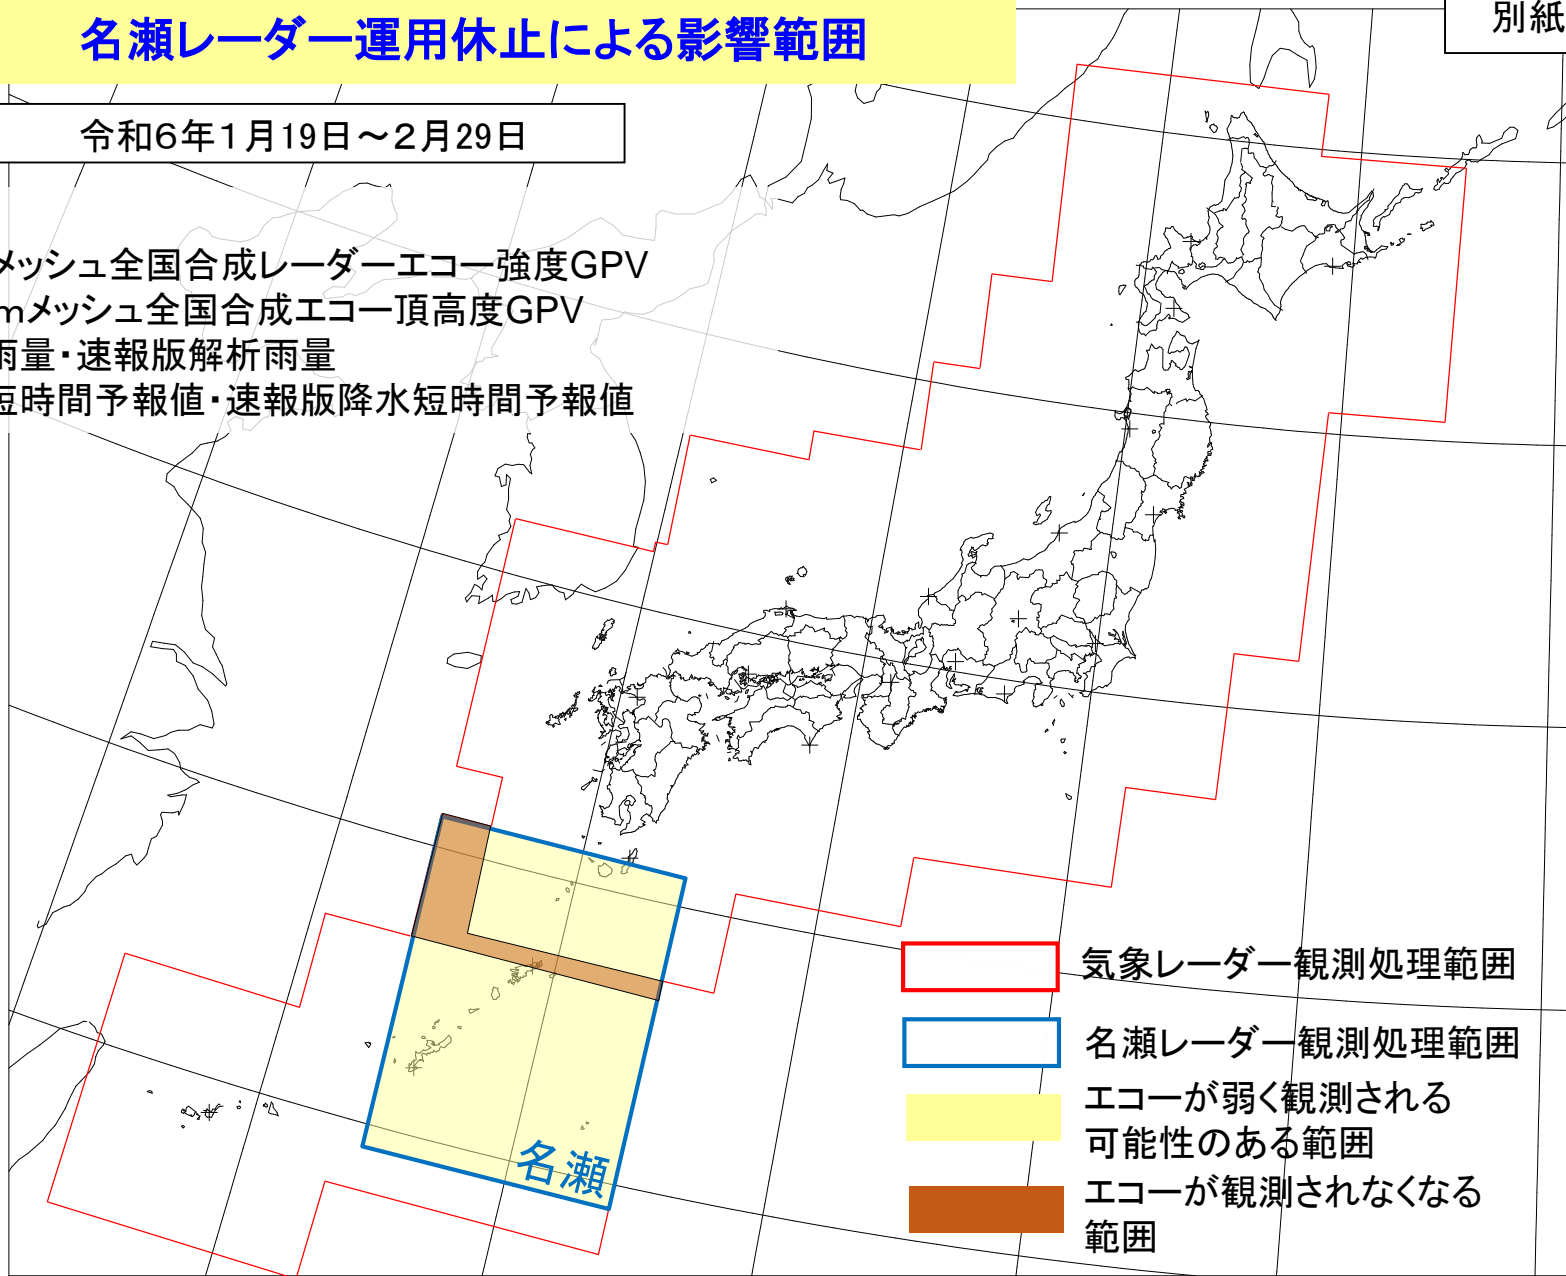 名瀬レーダー運用休止による影響範囲
別紙
令和6年1月19日～2月29日
メッシュ全国合成レーダーエコー強度GPV
mメッシュ全国合成エコー頂高度GPV
雨量・速報版解析雨量
短時間予報値・速報版降水短時間予報値
気象レーダー観測処理範囲
名瀬レーダー観測処理範囲
エコーが弱く観測される
可能性のある範囲
エコーが観測されなくなる
範囲
名瀬